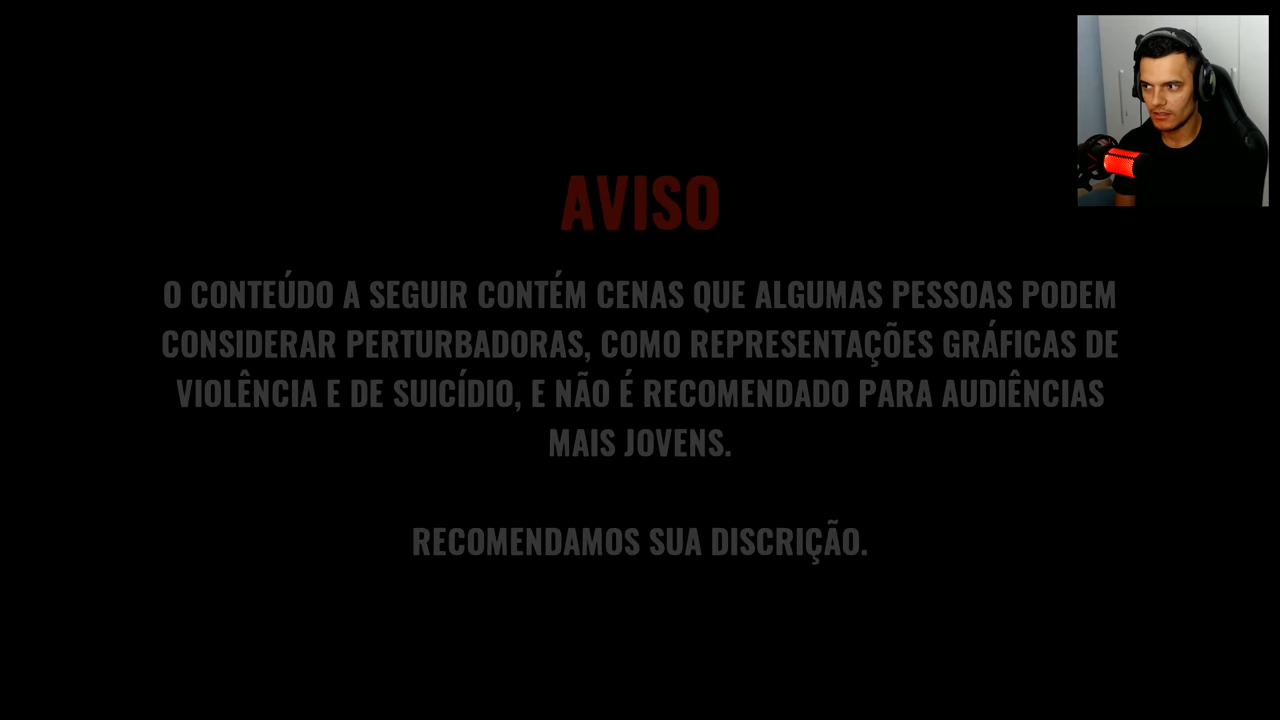 AVISO
O CONTEÚDO A SEGUIR CONTÉM CENAS QUE ALGUMAS PESSOAS PODEM
CONSIDERAR PERTURBADORAS, COMO REPRESENTAÇÕES GRÁFICAS DE
VIOLÊNCIA E DE SUICÍDIO, E NÃO É RECOMENDADO PARA AUDIÊNCIAS
MAIS JOVENS.
RECOMENDAMOS SUA DISCRIÇÃO.